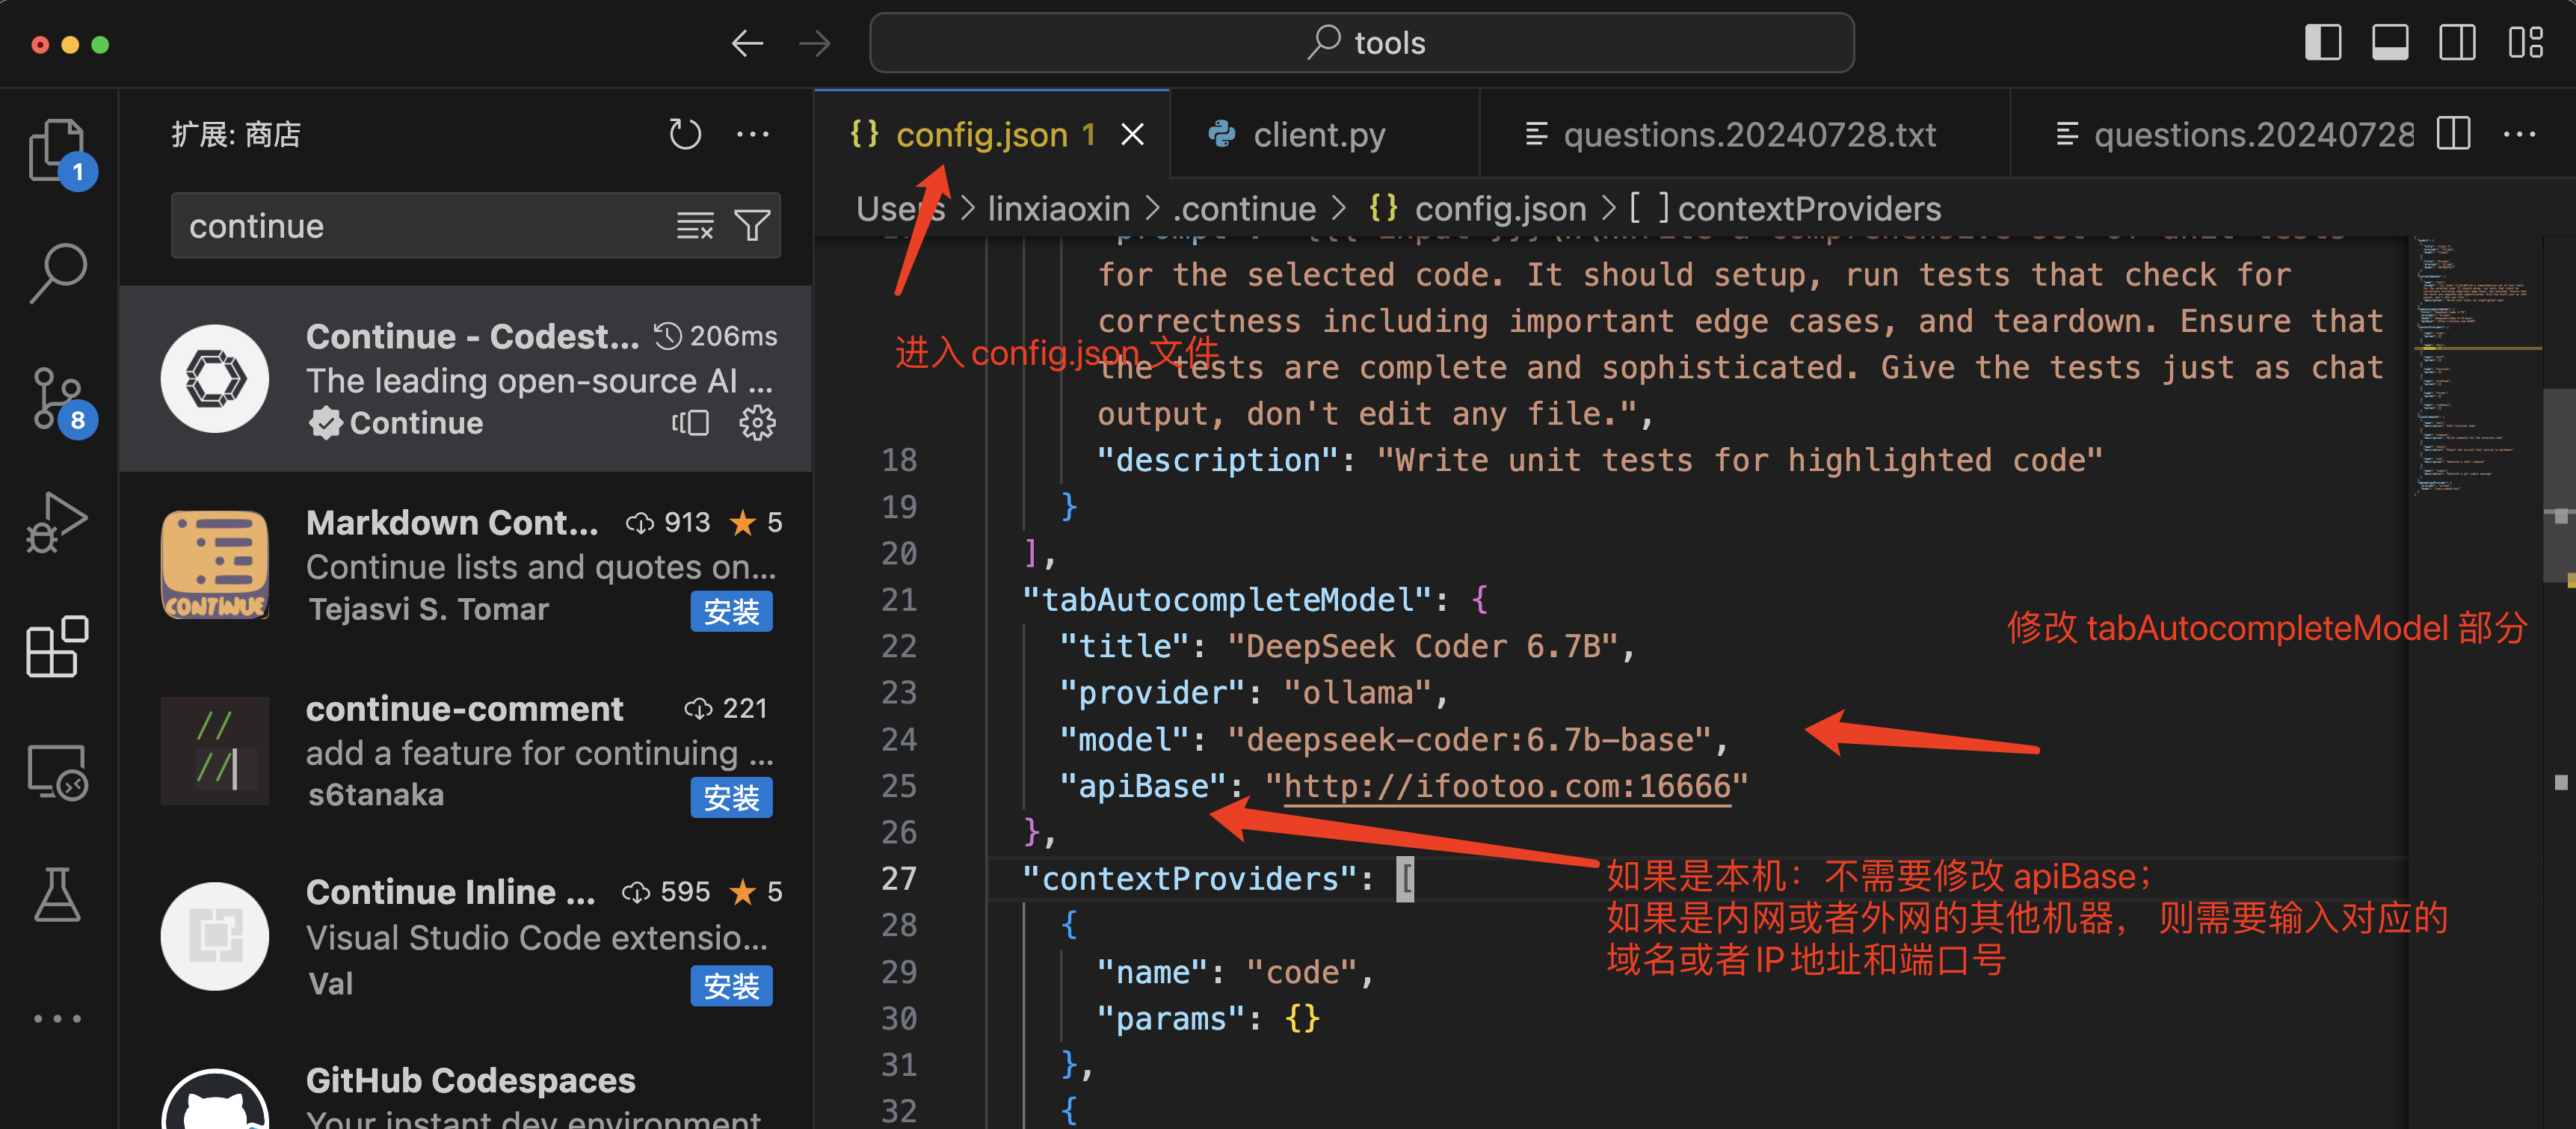 tools
扩展: 商店
continue
Continue - Codest... 206ms
The leading open-source AI ...
Continue
Markdown Cont... 913 5
Continue lists and quotes on...
Tejasvi S. Tomar
安装
CONTINUE
continue-comment 221
add a feature for continuing ...
s6tanaka
安装
Continue Inline ... 595 5
Visual Studio Code extensio...
Val
安装
GitHub Codespaces
Your instant dev environment
1
8
{} config.json 1
client.py
questions.20240728.txt
questions.20240728
Users > linxiaoxin > .continue > {} config.json > [ ] contextProviders
进入 config.json 文件
for the selected code. It should setup, run tests that check for
correctness including important edge cases, and teardown. Ensure that
the tests are complete and sophisticated. Give the tests just as chat
output, don't edit any file.",
18 "description": "Write unit tests for highlighted code"
19 }
20 ],
21 "tabAutocompleteModel": {
22 "title": "DeepSeek Coder 6.7B",
23 "provider": "ollama",
24 "model": "deepseek-coder:6.7b-base",
25 "apiBase": "http://ifootoo.com:16666"
26 },
27 "contextProviders": [
28 {
29 "name": "code",
30 "params": {}
31 },
32 {
修改 tabAutocompleteModel 部分
如果是本机：不需要修改 apiBase；
如果是内网或者外网的其他机器，则需要输入对应的
域名或者IP 地址和端口号